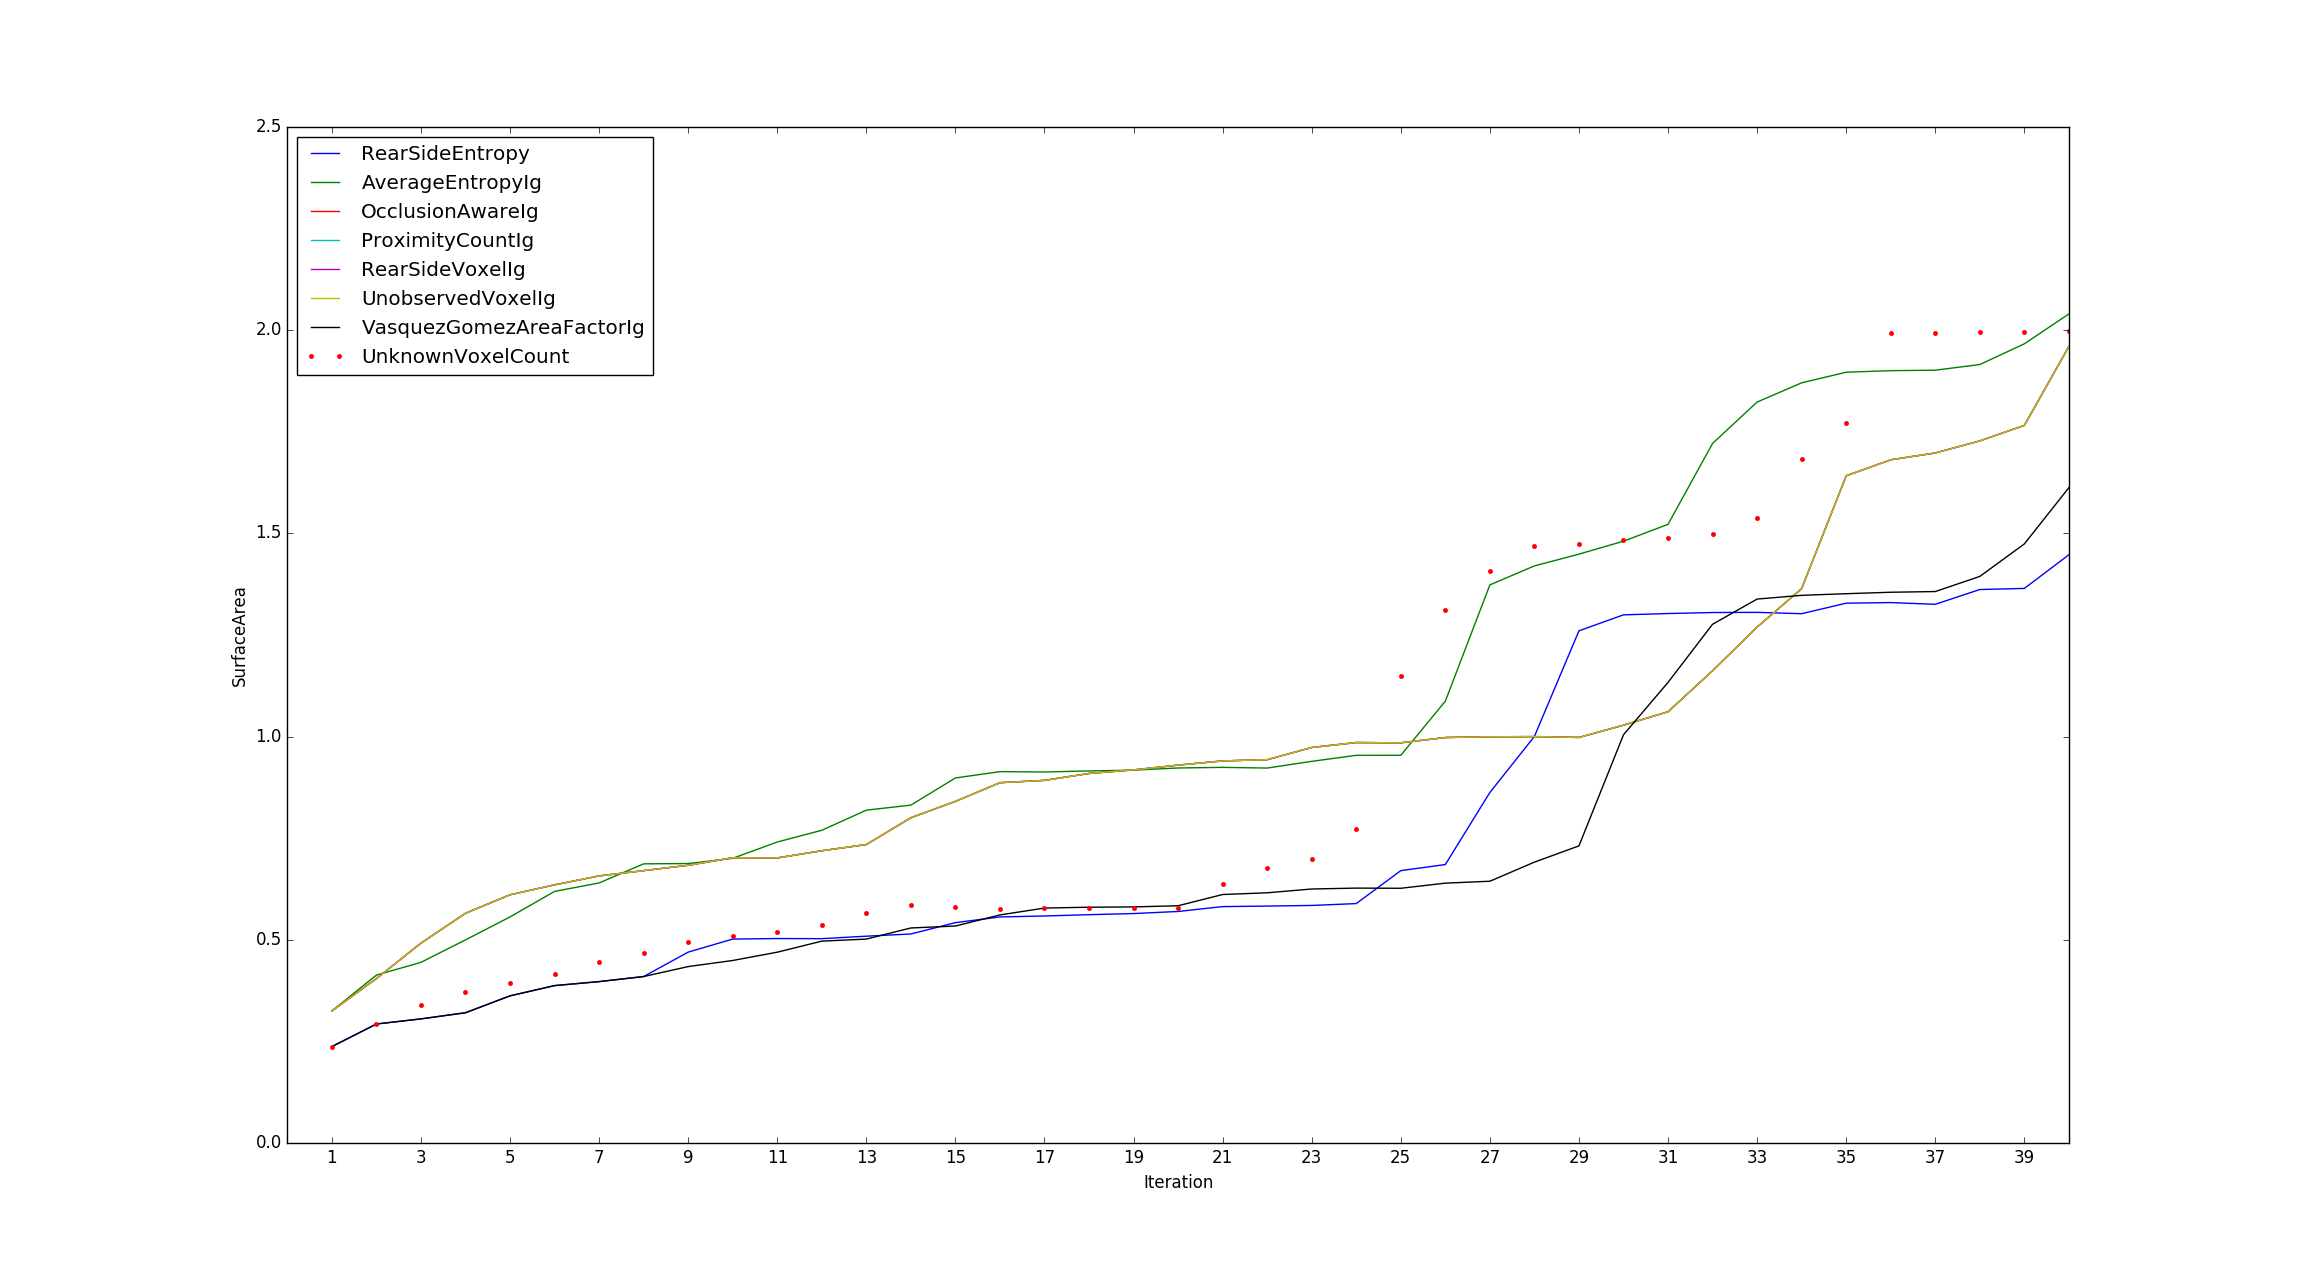 2.5
2.0
1.5
1.0
0.5
0.0
SurfaceArea
RearSideEntropy
AverageEntropyIg
OcclusionAwareIg
ProximityCountIg
RearSideVoxelIg
UnobservedVoxelIg
VasquezGomezAreaFactorIg
UnknownVoxelCount
1 3 5 7 9 11 13 15 17 19 21 23 25 27 29 31 33 35 37 39
Iteration